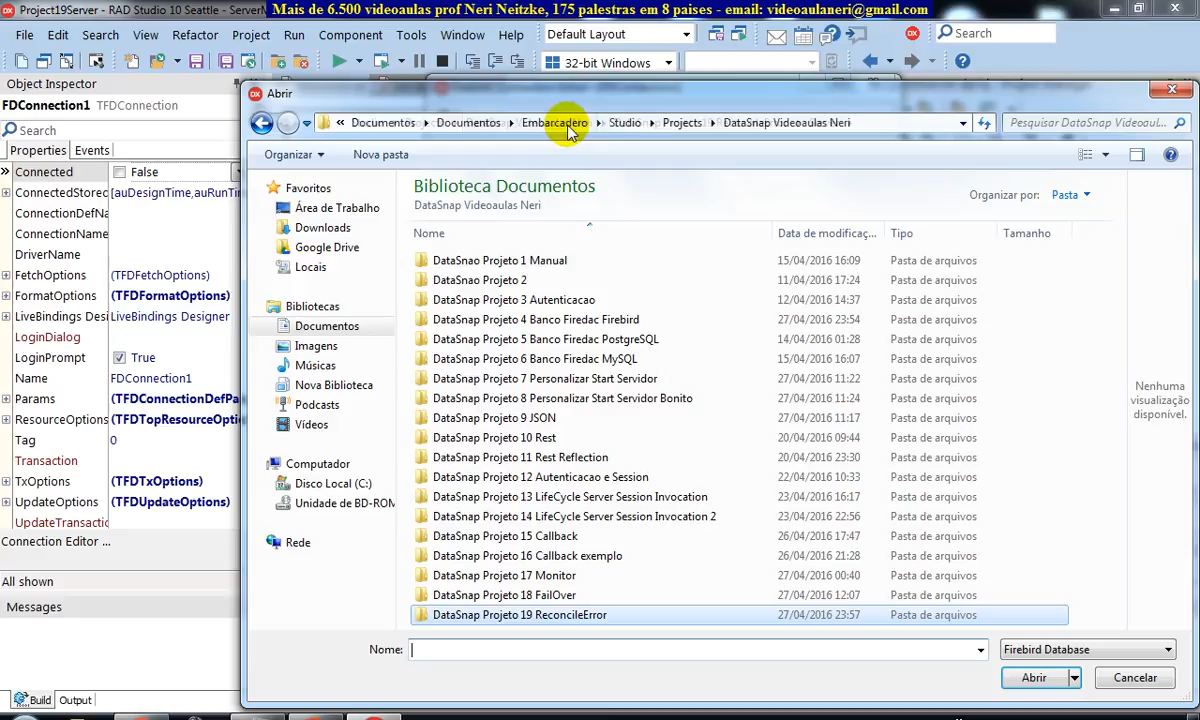 Project19Server - RAD Studio 10 Seattle - ServerM
Mais de 6.500 videoaulas prof Neri Neitzke, 175 palestras em 8 paises - email: videoaulaneri@gmail.com
File Edit Search View Refactor Project Run Component Tools Window Help Default Layout Search
32-bit Windows
Object Inspector
FDConnection1 TFDConnection
Search
Properties Events
Connected False
ConnectedStored [auDesignTime,auRunTim
ConnectionDefNa
ConnectionName
DriverName
FetchOptions (TFDFetchOptions)
FormatOptions (TFDFormatOptions)
LiveBindings Desi LiveBindings Designer
LoginDialog
LoginPrompt True
Name FDConnection1
Params (TFDConnectionDefPa
ResourceOptions (TFDTopResourceOpti
Tag 0
Transaction
TxOptions (TFDTxOptions)
UpdateOptions (TFDUpdateOptions)
UpdateTransactic
Connection Editor ...
All shown
Messages
Build Output
Abrir
« Documentos Documentos Embarcadero Studio Projects DataSnap Videoaulas Neri Pesquisar DataSnap Videoaul...
Organizar Nova pasta
Favoritos
Área de Trabalho
Downloads
Google Drive
Locais
Bibliotecas
Documentos
Imagens
Músicas
Nova Biblioteca
Podcasts
Vídeos
Computador
Disco Local (C:)
Unidade de BD-ROM
Rede
Biblioteca Documentos
DataSnap Videoaulas Neri
Organizar por: Pasta
Nome Data de modificaç... Tipo Tamanho
DataSnao Projeto 1 Manual 15/04/2016 16:09 Pasta de arquivos
DataSnao Projeto 2 11/04/2016 17:24 Pasta de arquivos
DataSnap Projeto 3 Autenticacao 12/04/2016 14:37 Pasta de arquivos
DataSnap Projeto 4 Banco Firedac Firebird 27/04/2016 23:54 Pasta de arquivos
DataSnap Projeto 5 Banco Firedac PostgreSQL 14/04/2016 01:28 Pasta de arquivos
DataSnap Projeto 6 Banco Firedac MySQL 15/04/2016 16:07 Pasta de arquivos
DataSnap Projeto 7 Personalizar Start Servidor 27/04/2016 11:22 Pasta de arquivos
DataSnap Projeto 8 Personalizar Start Servidor Bonito 27/04/2016 11:24 Pasta de arquivos
DataSnap Projeto 9 JSON 27/04/2016 11:17 Pasta de arquivos
DataSnap Projeto 10 Rest 20/04/2016 09:44 Pasta de arquivos
DataSnap Projeto 11 Rest Reflection 20/04/2016 23:30 Pasta de arquivos
DataSnap Projeto 12 Autenticacao e Session 22/04/2016 10:33 Pasta de arquivos
DataSnap Projeto 13 LifeCycle Server Session Invocation 23/04/2016 16:17 Pasta de arquivos
DataSnap Projeto 14 LifeCycle Server Session Invocation 2 23/04/2016 22:56 Pasta de arquivos
DataSnap Projeto 15 Callback 26/04/2016 17:47 Pasta de arquivos
DataSnap Projeto 16 Callback exemplo 26/04/2016 21:28 Pasta de arquivos
DataSnap Projeto 17 Monitor 27/04/2016 00:40 Pasta de arquivos
DataSnap Projeto 18 FailOver 27/04/2016 12:07 Pasta de arquivos
DataSnap Projeto 19 ReconcileError 27/04/2016 23:57 Pasta de arquivos
Nenhuma
visualização
disponível.
Nome: Firebird Database
Abrir Cancelar